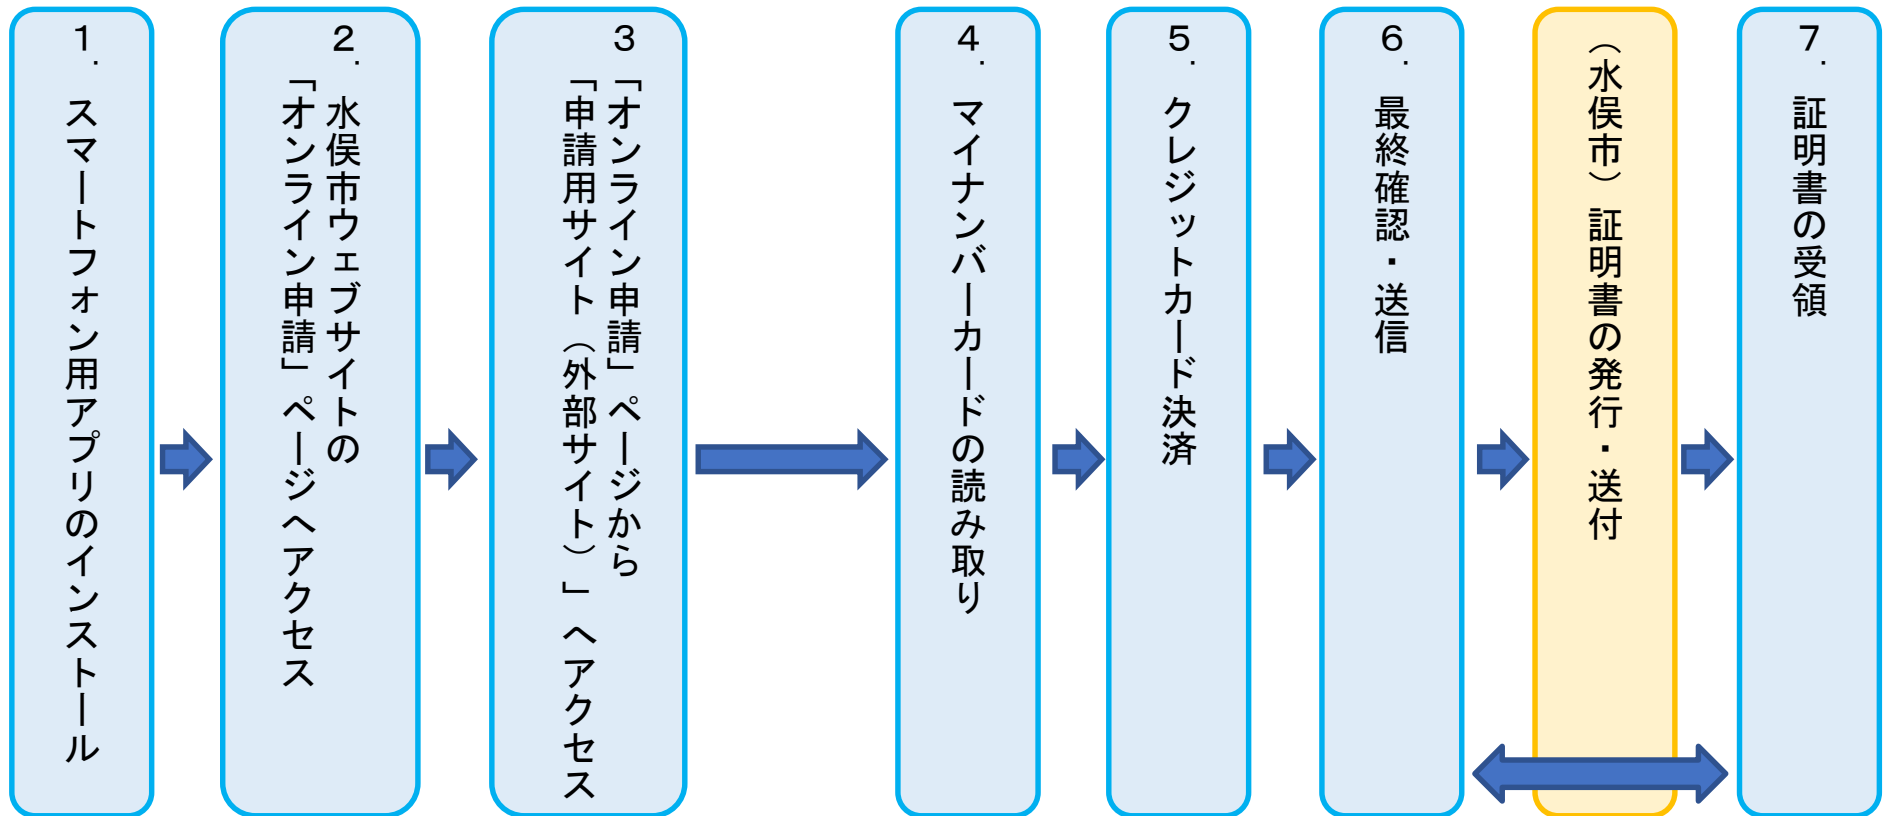 １．スマートフォン用アプリのインストール
２．水俣市ウェブサイトの
「オンライン申請」ページへアクセス
３「オンライン申請」ページから
「申請用サイト（外部サイト）」へアクセス
４．マイナンバーカードの読み取り
５．クレジットカード決済
６．最終確認・送信
（水俣市）証明書の発行・送付
７．証明書の受領